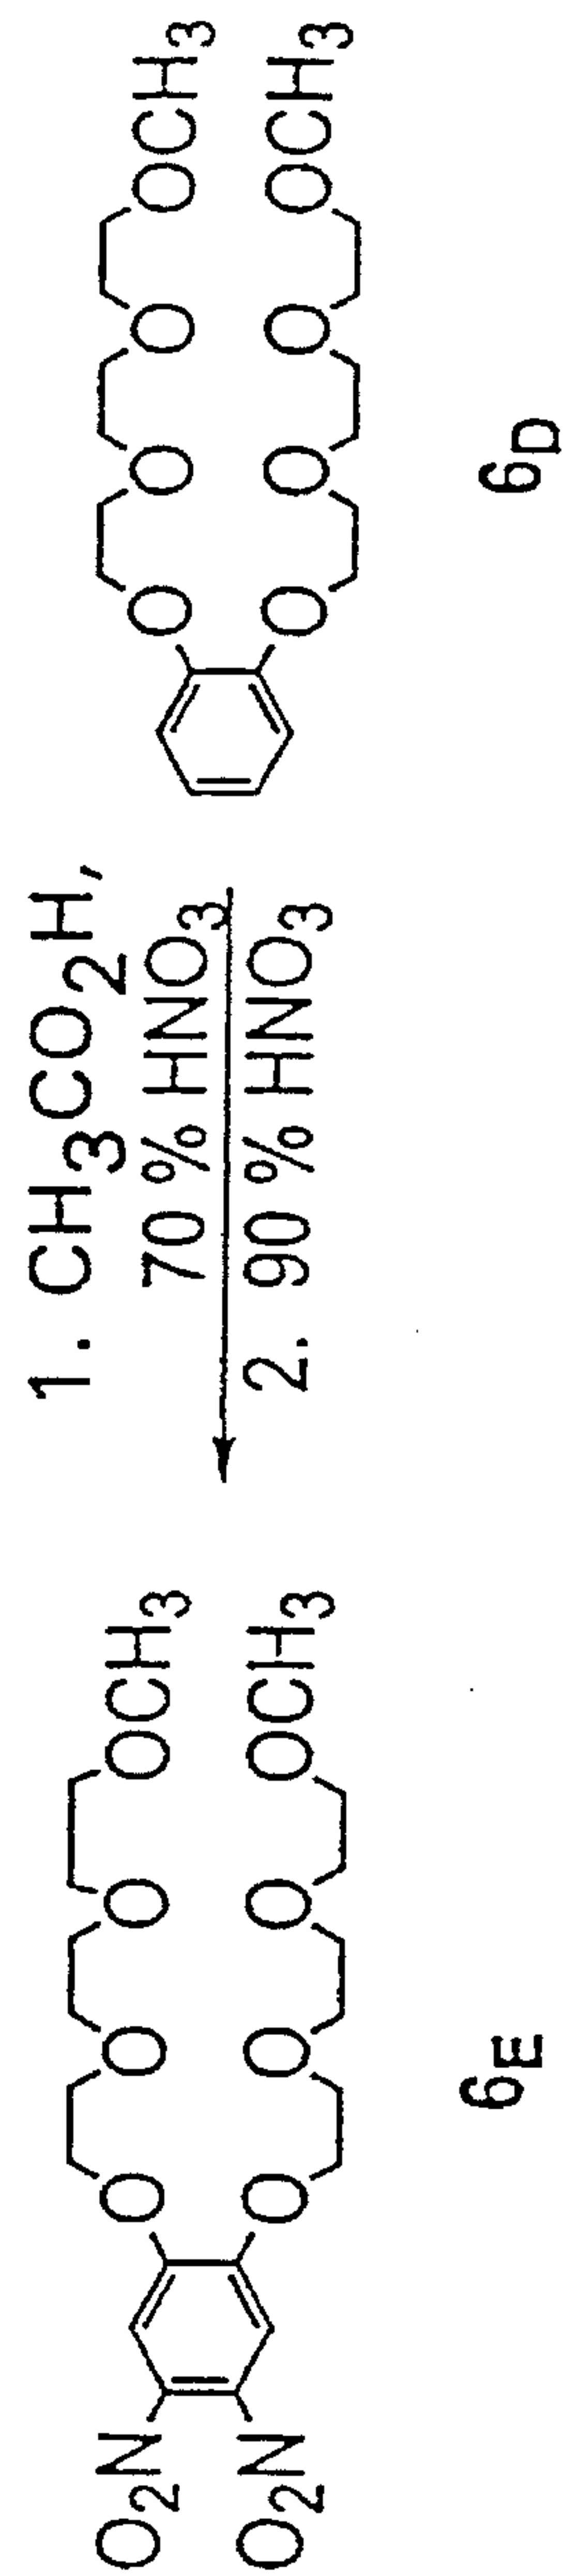 O O O OCH3
O2N
O2N
O O O OCH3
6E
1. CH3CO2H,
70 % HNO3
2. 90 % HNO3
O O O OCH3
O O O OCH3
6D